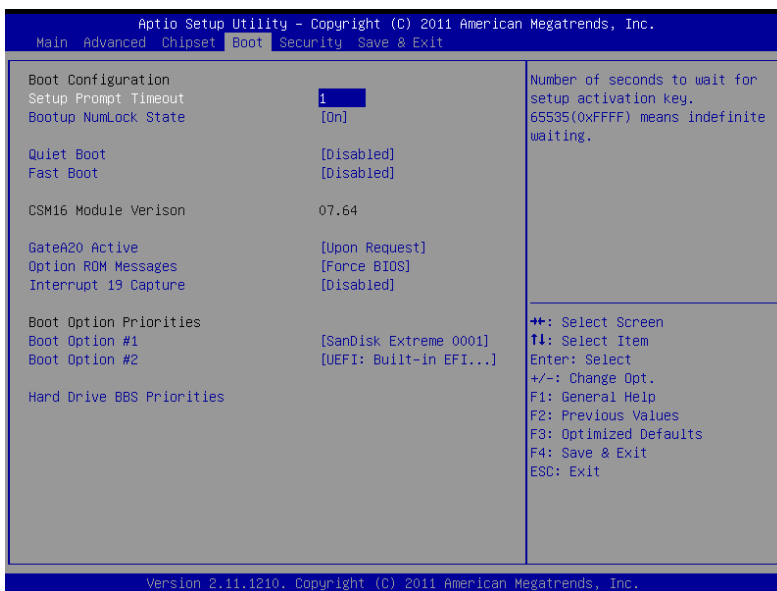 Aptio Setup Utility – Copyright (C) 2011 American Megatrends, Inc.
Main Advanced Chipset Boot Security Save & Exit
Boot Configuration
Setup Prompt Timeout 1
Bootup NumLock State [On]
Quiet Boot [Disabled]
Fast Boot [Disabled]
CSM16 Module Verison 07.64
GateA20 Active [Upon Request]
Option ROM Messages [Force BIOS]
Interrupt 19 Capture [Disabled]
Boot Option Priorities
Boot Option #1 [SanDisk Extreme 0001]
Boot Option #2 [UEFI: Built-in EFI...]
Hard Drive BBS Priorities
Number of seconds to wait for
setup activation key.
65535(0xFFFF) means indefinite
waiting.
→←: Select Screen
↑↓: Select Item
Enter: Select
+/-: Change Opt.
F1: General Help
F2: Previous Values
F3: Optimized Defaults
F4: Save & Exit
ESC: Exit
Version 2.11.1210. Copyright (C) 2011 American Megatrends, Inc.